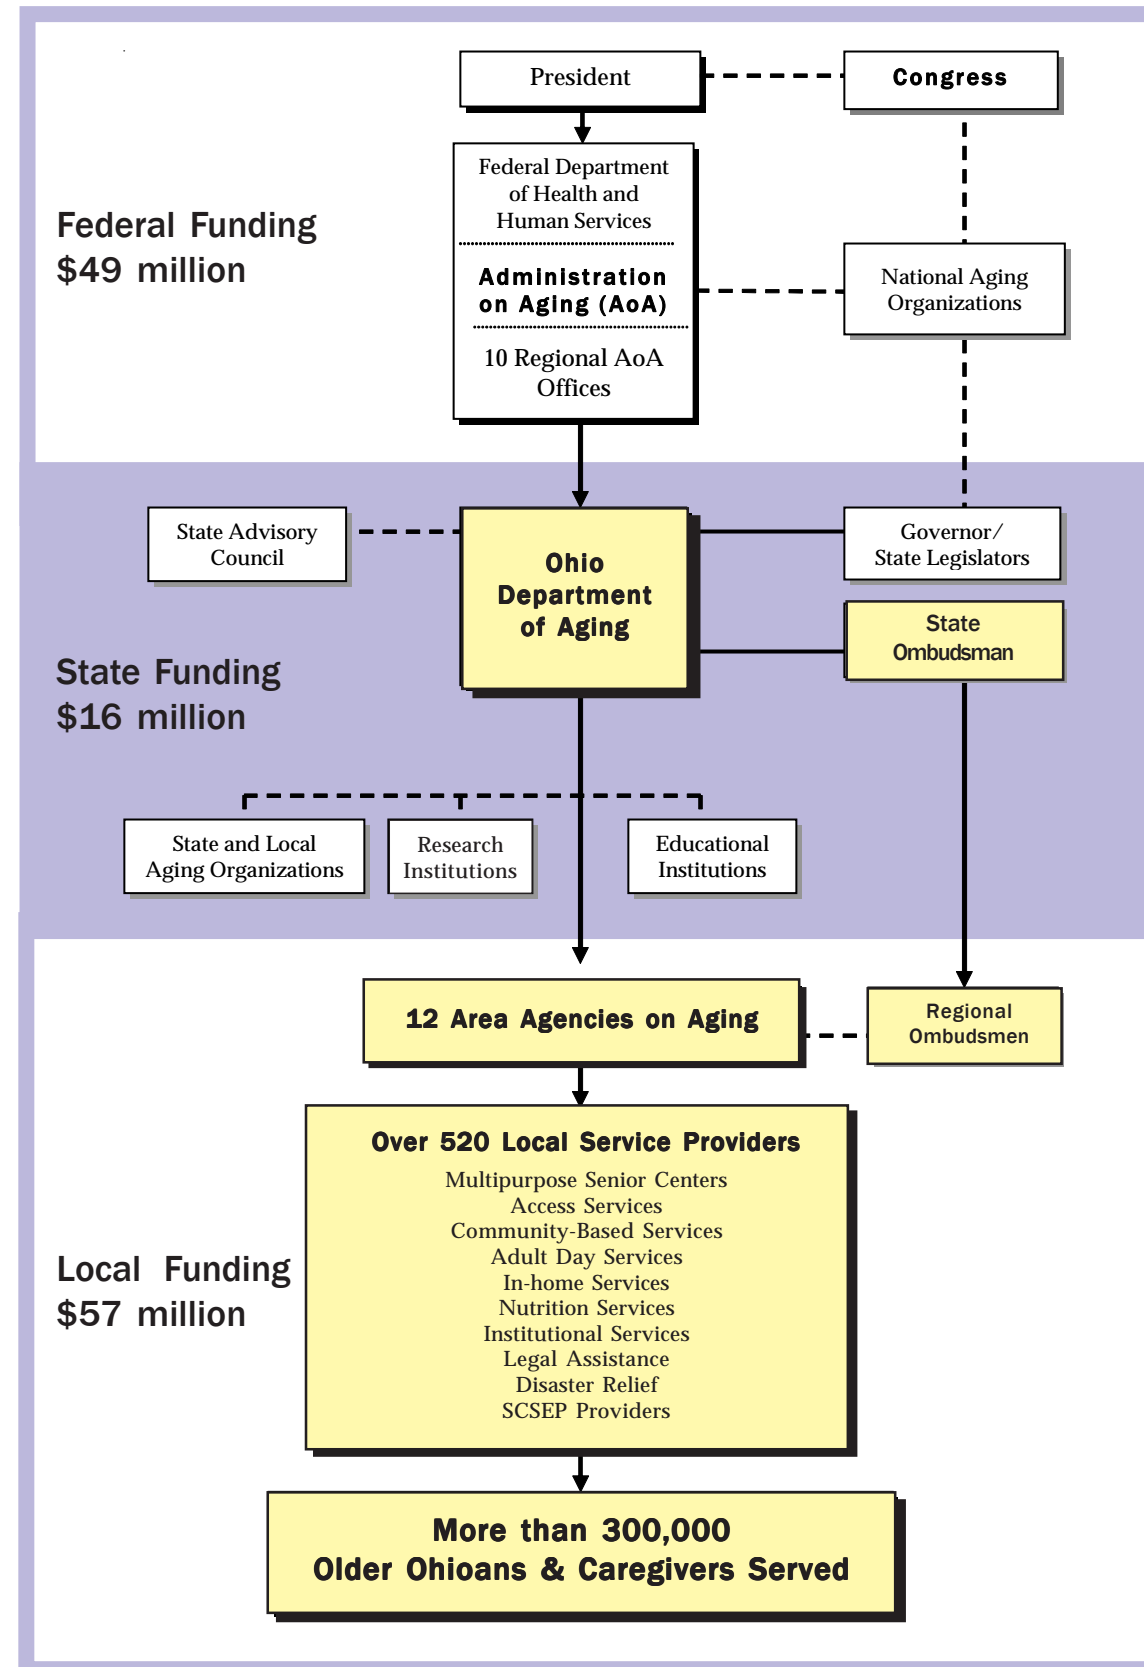 President
Congress
Federal Department
of Health and
Human Services
Administration
on Aging (AoA)
10 Regional AoA
Offices
National Aging
Organizations
Federal Funding
$49 million
State Advisory
Council
Ohio
Department
of Aging
Governor/
State Legislators
State
Ombudsman
State Funding
$16 million
State and Local
Aging Organizations
Research
Institutions
Educational
Institutions
12 Area Agencies on Aging
Regional
Ombudsmen
Over 520 Local Service Providers
Multipurpose Senior Centers
Access Services
Community-Based Services
Adult Day Services
In-home Services
Nutrition Services
Institutional Services
Legal Assistance
Disaster Relief
SCSEP Providers
Local Funding
$57 million
More than 300,000
Older Ohioans & Caregivers Served